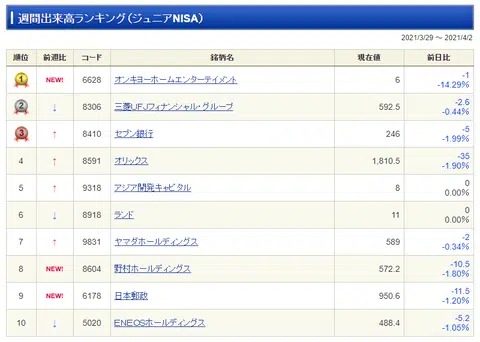 週間出来高ランキング（ジュニアNISA）
2021/3/29 ～ 2021/4/2
順位 前週比 コード 銘柄名 現在値 前日比
1 NEW! 6628 オンキヨーホームエンターテイメント 6 -1
-14.29%
2 ↓ 8306 三菱UFJフィナンシャル・グループ 592.5 -2.6
-0.44%
3 ↑ 8410 セブン銀行 246 -5
-1.99%
4 ↑ 8591 オリックス 1,810.5 -35
-1.90%
5 ↑ 9318 アジア開発キャピタル 8 0
0.00%
6 ↓ 8918 ランド 11 0
0.00%
7 ↑ 9831 ヤマダホールディングス 589 -2
-0.34%
8 NEW! 8604 野村ホールディングス 572.2 -10.5
-1.80%
9 NEW! 6178 日本郵政 950.6 -11.5
-1.20%
10 ↓ 5020 ENEOSホールディングス 488.4 -5.2
-1.05%